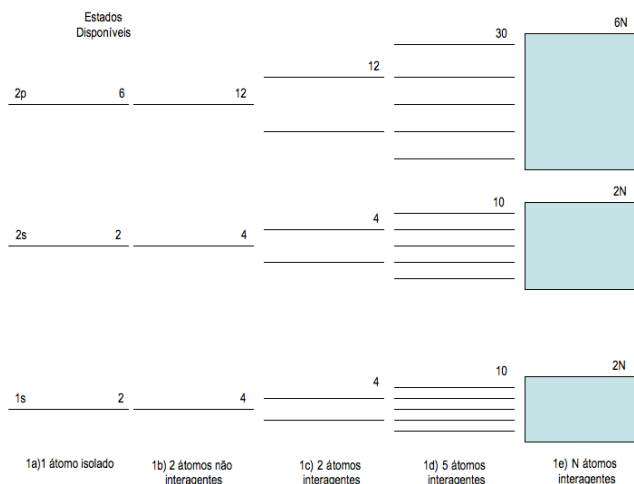 Estados
Disponíveis
6N
30
12
2p 6 12
2N
10
4
2s 2 4
2N
10
4
1s 2 4
1a)1 átomo isolado
1b) 2 átomos não
interagentes
1c) 2 átomos
interagentes
1d) 5 átomos
interagentes
1e) N átomos
interagentes